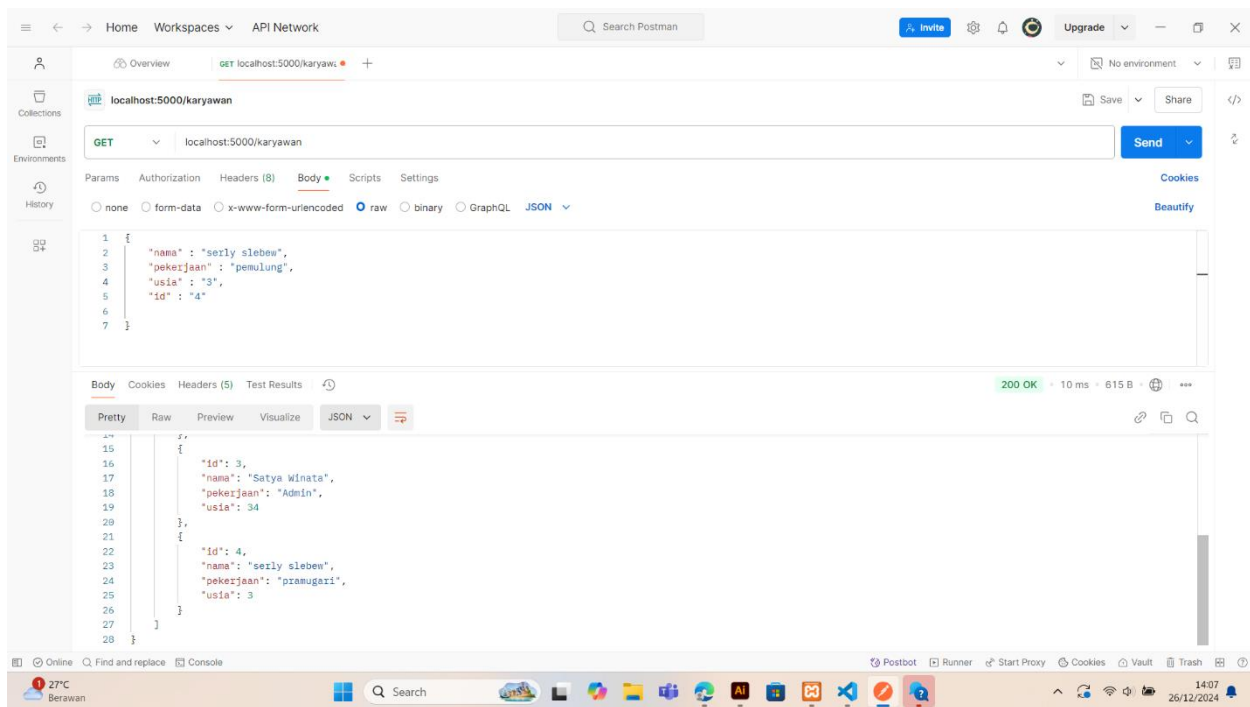 Home Workspaces API Network Search Postman Invite Upgrade
Overview GET localhost:5000/karyawa No environment
Collections
HTTP localhost:5000/karyawan Save Share
GET localhost:5000/karyawan Send
Environments
Params Authorization Headers (8) Body Scripts Settings Cookies
History
none form-data x-www-form-urlencoded raw binary GraphQL JSON Beautify
1 {
2 "nama" : "serly slebew",
3 "pekerjaan" : "pemulung",
4 "usia" : "3",
5 "id" : "4"
6
7 }
Body Cookies Headers (5) Test Results 200 OK 10 ms 615 B
Pretty Raw Preview Visualize JSON
14 },
15 {
16 "id": 3,
17 "nama": "Satya Winata",
18 "pekerjaan": "Admin",
19 "usia": 34
20 },
21 {
22 "id": 4,
23 "nama": "serly slebew",
24 "pekerjaan": "pramugari",
25 "usia": 3
26 }
27 ]
28 }
Online Find and replace Console Postbot Runner Start Proxy Cookies Vault Trash
1 27°C Search Ai 14:07
Berawan 26/12/2024